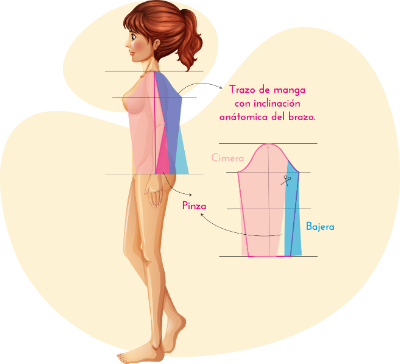 Trazo de manga
con inclinación
anátomica del brazo.
Cimera
Pinza
Bajera